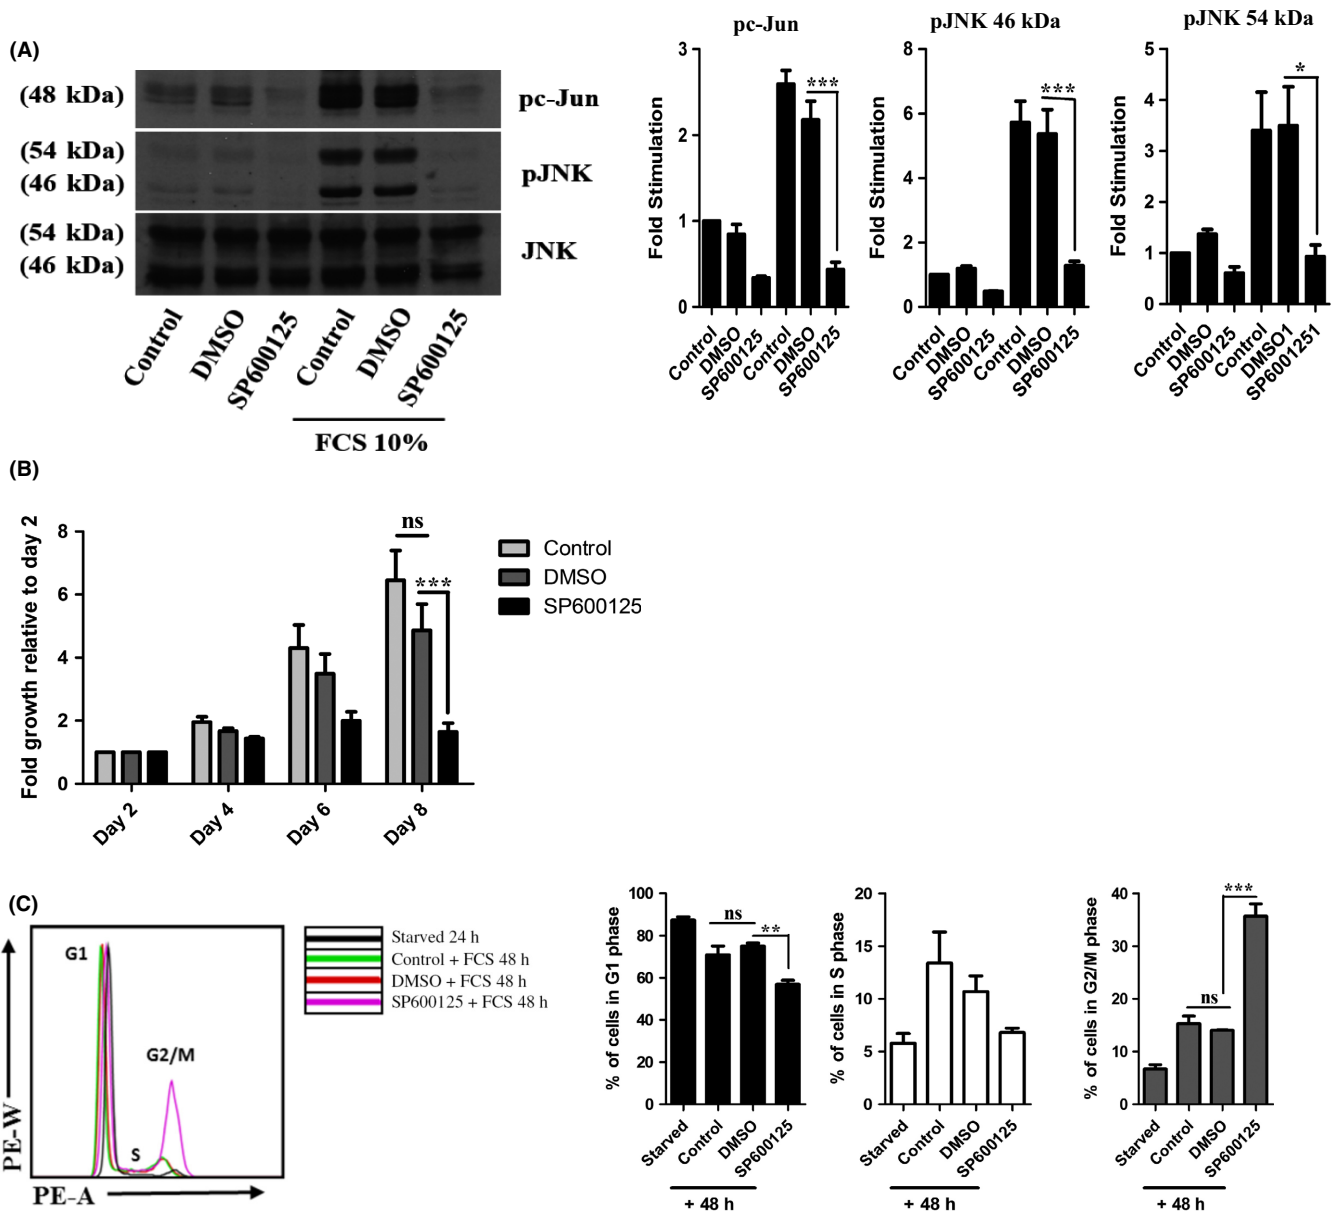 (A)
(48 kDa)
pc-Jun
(54 kDa)
(46 kDa)
pJNK
(54 kDa)
(46 kDa)
JNK
Control
DMSO
SP600125
Control
DMSO
SP600125
FCS 10%
pc-Jun
Fold Stimulation
3
2
1
0
***
Control
DMSO
SP600125
Control
DMSO
SP600125
pJNK 46 kDa
Fold Stimulation
8
6
4
2
0
***
Control
DMSO
SP600125
Control
DMSO
SP600125
pJNK 54 kDa
Fold Stimulation
5
4
3
2
1
0
*
Control
DMSO
SP600125
Control
DMSO1
SP6001251
(B)
Fold growth relative to day 2
8
6
4
2
0
ns
***
Day 2
Day 4
Day 6
Day 8
Control
DMSO
SP600125
(C)
PE-W
G1
S
G2/M
PE-A
Starved 24 h
Control + FCS 48 h
DMSO + FCS 48 h
SP600125 + FCS 48 h
% of cells in G1 phase
100
80
60
40
20
0
ns
**
Starved
Control
DMSO
SP600125
+ 48 h
% of cells in S phase
20
15
10
5
0
Starved
Control
DMSO
SP600125
+ 48 h
% of cells in G2/M phase
40
30
20
10
0
ns
***
Starved
Control
DMSO
SP600125
+ 48 h